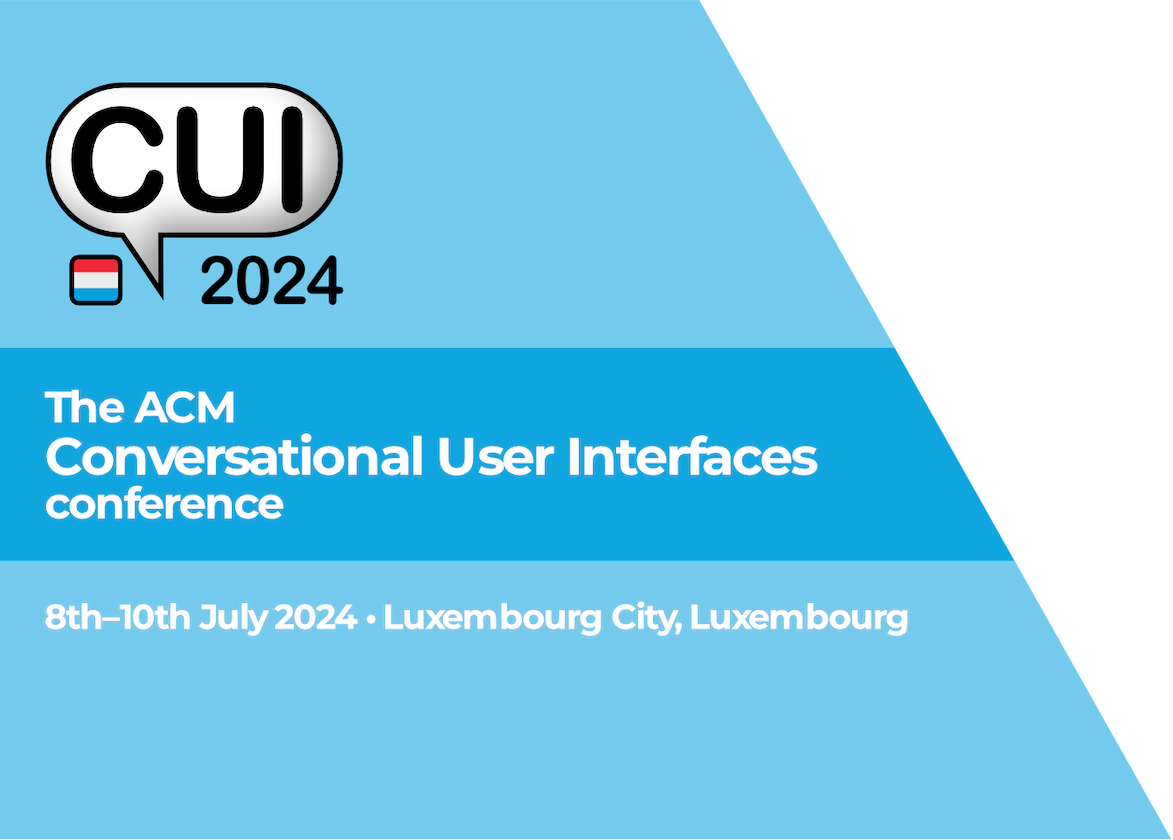 CUI
2024
The ACM
Conversational User Interfaces
conference
8th–10th July 2024 • Luxembourg City, Luxembourg